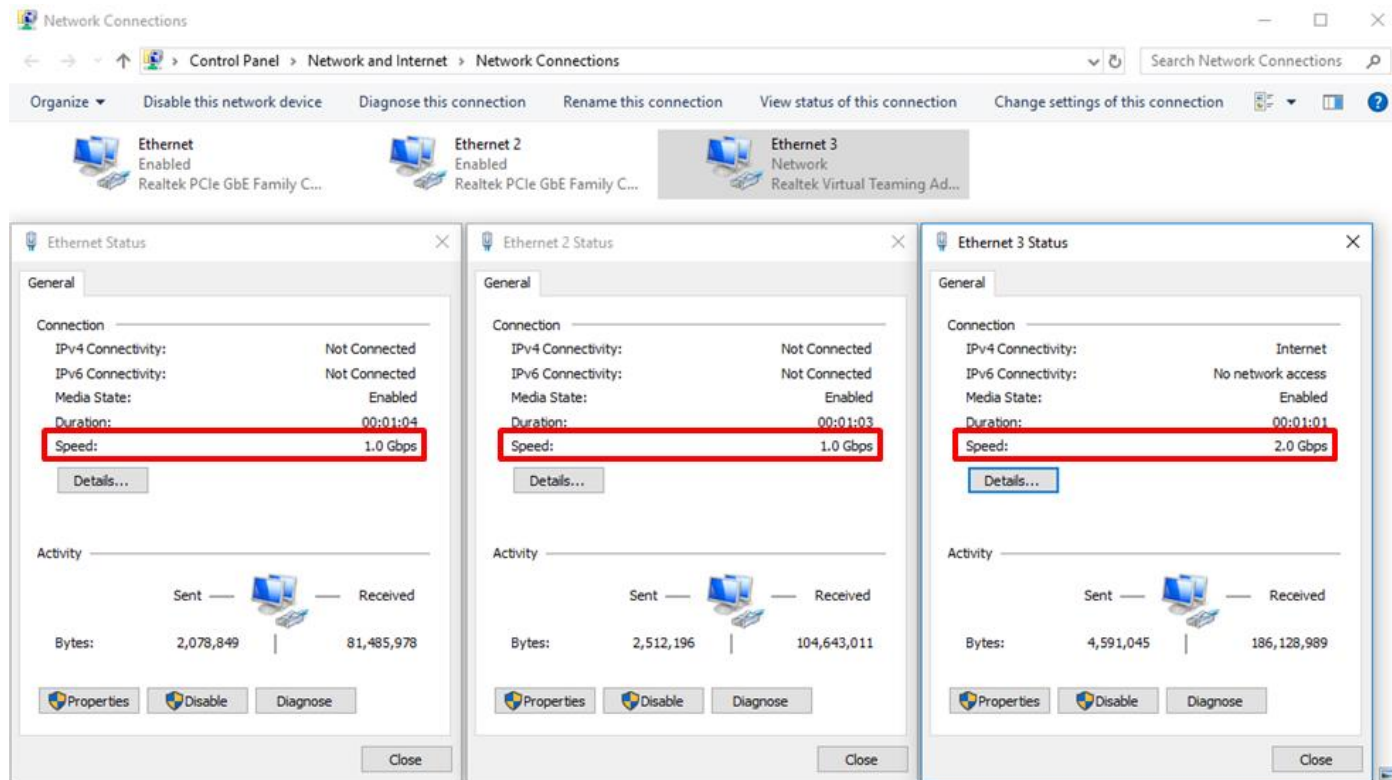 Network Connections
Control Panel > Network and Internet > Network Connections
Search Network Connections
Organize
Disable this network device
Diagnose this connection
Rename this connection
View status of this connection
Change settings of this connection
Ethernet
Enabled
Realtek PCIe GbE Family C...
Ethernet 2
Enabled
Realtek PCIe GbE Family C...
Ethernet 3
Network
Realtek Virtual Teaming Ad...
Ethernet Status
General
Connection
IPv4 Connectivity: Not Connected
IPv6 Connectivity: Not Connected
Media State: Enabled
Duration: 00:01:04
Speed: 1.0 Gbps
Details...
Activity
Sent Received
Bytes: 2,078,849 81,485,978
Properties Disable Diagnose
Close
Ethernet 2 Status
General
Connection
IPv4 Connectivity: Not Connected
IPv6 Connectivity: Not Connected
Media State: Enabled
Duration: 00:01:03
Speed: 1.0 Gbps
Details...
Activity
Sent Received
Bytes: 2,512,196 104,643,011
Properties Disable Diagnose
Close
Ethernet 3 Status
General
Connection
IPv4 Connectivity: Internet
IPv6 Connectivity: No network access
Media State: Enabled
Duration: 00:01:01
Speed: 2.0 Gbps
Details...
Activity
Sent Received
Bytes: 4,591,045 186,128,989
Properties Disable Diagnose
Close